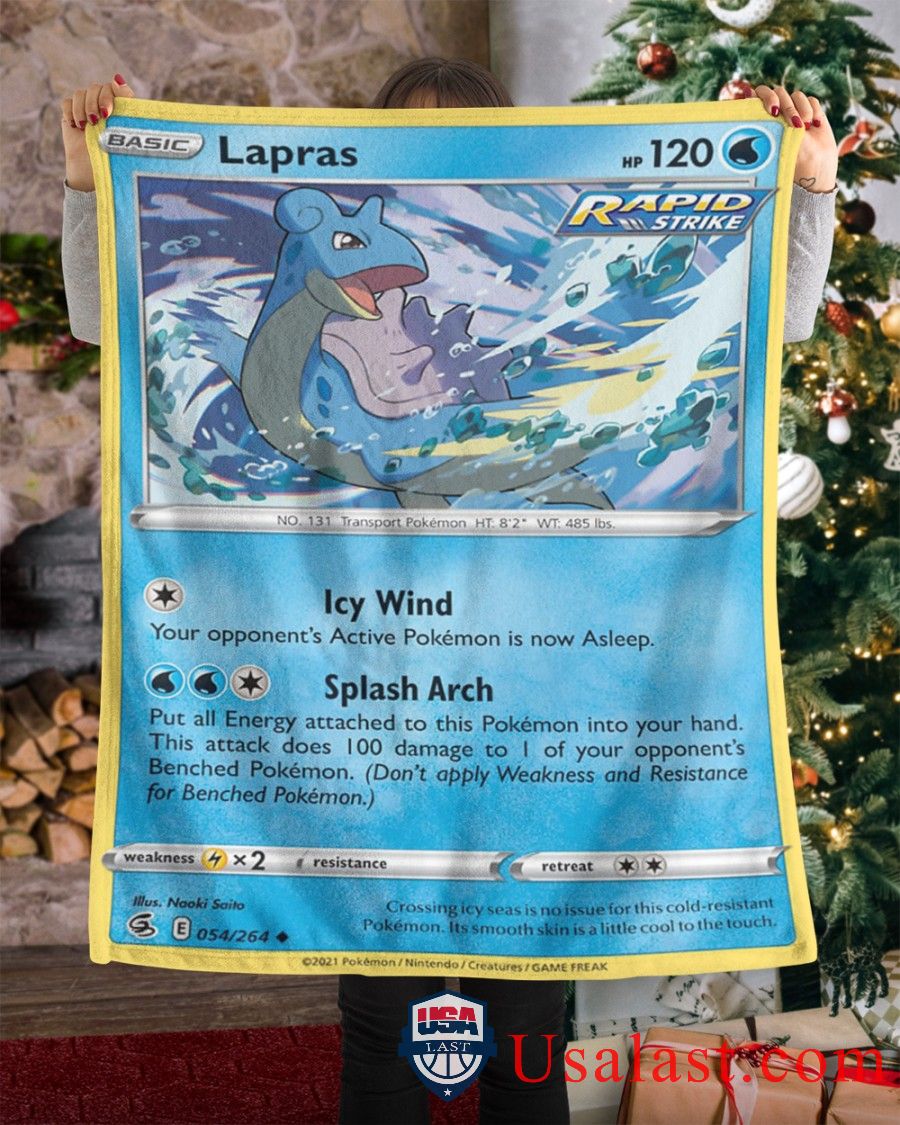 BASIC Lapras HP 120
RAPID
STRIKE
NO. 131 Transport Pokémon HT: 8'2" WT: 485 lbs.
Icy Wind
Your opponent's Active Pokémon is now Asleep.
Splash Arch
Put all Energy attached to this Pokémon into your hand.
This attack does 100 damage to 1 of your opponent's
Benched Pokémon. (Don't apply Weakness and Resistance
for Benched Pokémon.)
weakness ×2 resistance retreat
Illus. Naoki Saito
Crossing icy seas is no issue for this cold-resistant
Pokémon. Its smooth skin is a little cool to the touch.
E 054/264
©2021 Pokémon / Nintendo / Creatures / GAME FREAK
USA
LAST
Usalast.com